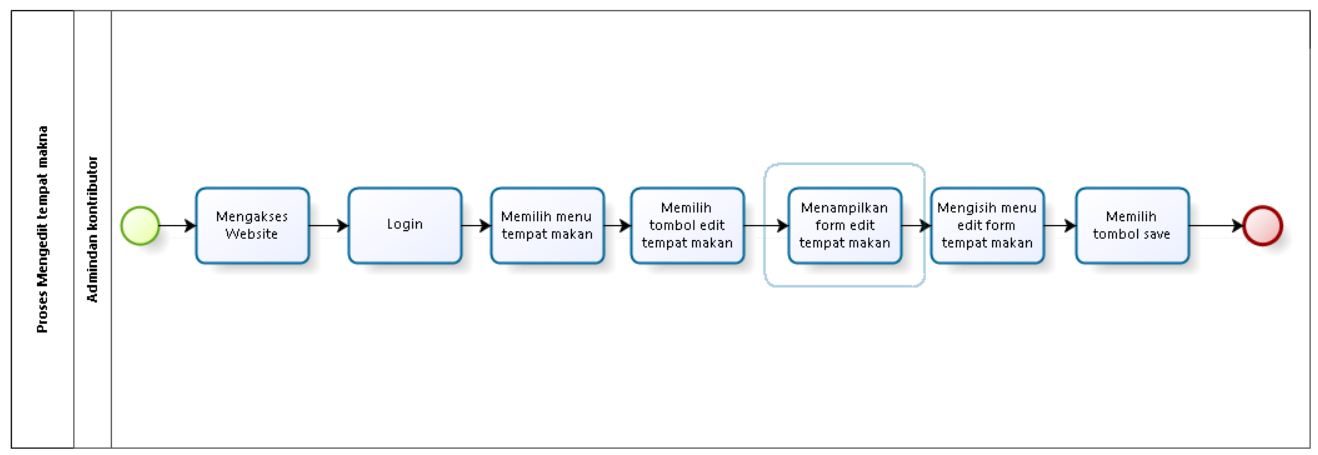 Proses Mengedit tempat makna
Admindan kontributor
Mengakses
Website
Login
Memilih menu
tempat makan
Memilih
tombol edit
tempat makan
Menampilkan
form edit
tempat makan
Mengisih menu
edit form
tempat makan
Memilih
tombol save